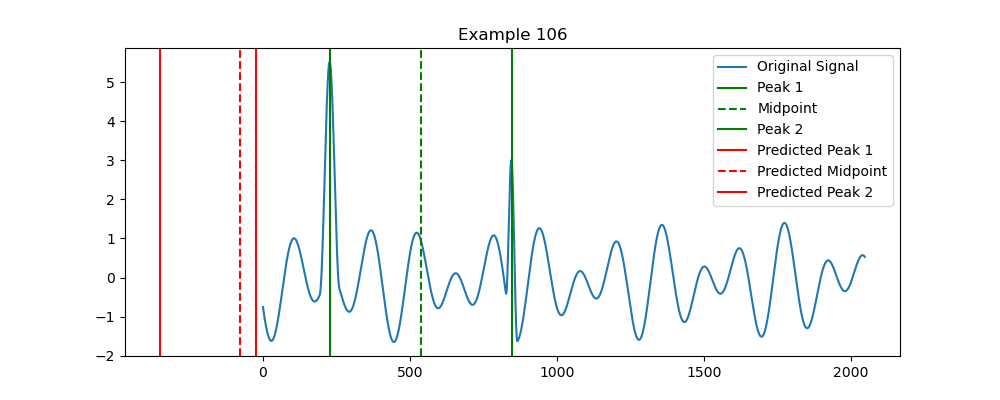 Example 106
Original Signal
Peak 1
Midpoint
Peak 2
Predicted Peak 1
Predicted Midpoint
Predicted Peak 2
5
4
3
2
1
0
−1
−2
0 500 1000 1500 2000